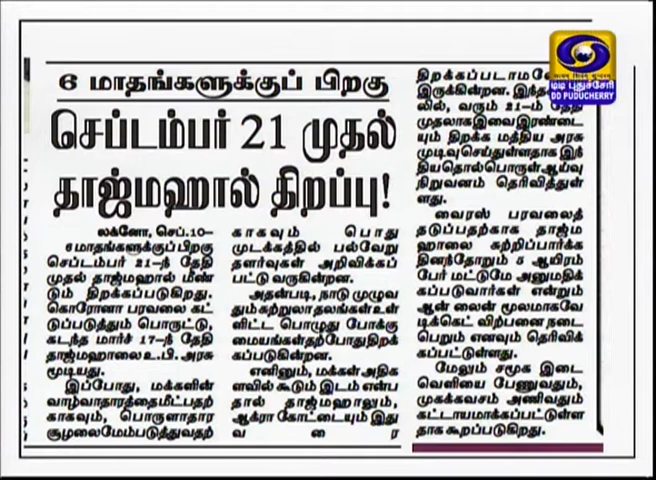 6 மாதங்களுக்குப் பிறகு
செப்டம்பர் 21 முதல்
தாஜ்மஹால் திறப்பு!
லக்னோ, செப்.10–
6 மாதங்களுக்குப் பிறகு
செப்டம்பர் 21-ந் தேதி
முதல் தாஜ்மஹால் மீண்
டும் திறக்கப்படுகிறது.
கொரோனா பரவலை கட்
டுப்படுத்தும் பொருட்டு,
கடந்த மார்ச் 17-ந் தேதி
தாஜ்மஹாலை உ.பி. அரசு
மூடியது.
இப்போது, மக்களின்
வாழ்வாதாரத்தை மீட்பதற்
காகவும், பொருளாதார
சூழலை மேம்படுத்துவதற்
காகவும் பொது
முடக்கத்தில் பல்வேறு
தளர்வுகள் அறிவிக்கப்
பட்டு வருகின்றன.
அதன்படி, நாடு முழுவ
தும் சுற்றுலா தலங்கள் உள்
ளிட்ட பொழுது போக்கு
மையங்கள் தற்போது திறக்
கப்படுகின்றன.
எனினும், மக்கள் அதிக
ளவில் கூடும் இடம் என்ப
தால் தாஜ்மஹாலும்,
ஆக்ரா கோட்டையும் இது
வ ரை
திறக்கப்படாமலே
இருக்கின்றன. இந்த
லில், வரும் 21-ம் தேதி
முதலாக இவை இரண்டை
யும் திறக்க மத்திய அரசு
முடிவு செய்துள்ளதாக இந்
திய தொல்பொருள் ஆய்வு
நிறுவனம் தெரிவித்துள்
ளது.
வைரஸ் பரவலைத்
தடுப்பதற்காக தாஜ்ம
ஹாலை சுற்றிப்பார்க்க
தினந்தோறும் 5 ஆயிரம்
பேர் மட்டுமே அனுமதிக்
கப்படுவார்கள் என்றும்
ஆன் லைன் மூலமாகவே
டிக்கெட் விற்பனை நடை
பெறும் எனவும் தெரிவிக்
கப்பட்டுள்ளது.
மேலும் சமூக இடை
வெளியை பேணுவதும்,
முகக்கவசம் அணிவதும்
கட்டாயமாக்கப்பட்டுள்ள
தாக கூறப்படுகிறது.
டிடி புதுச்சேரி
DD PUDUCHERRY